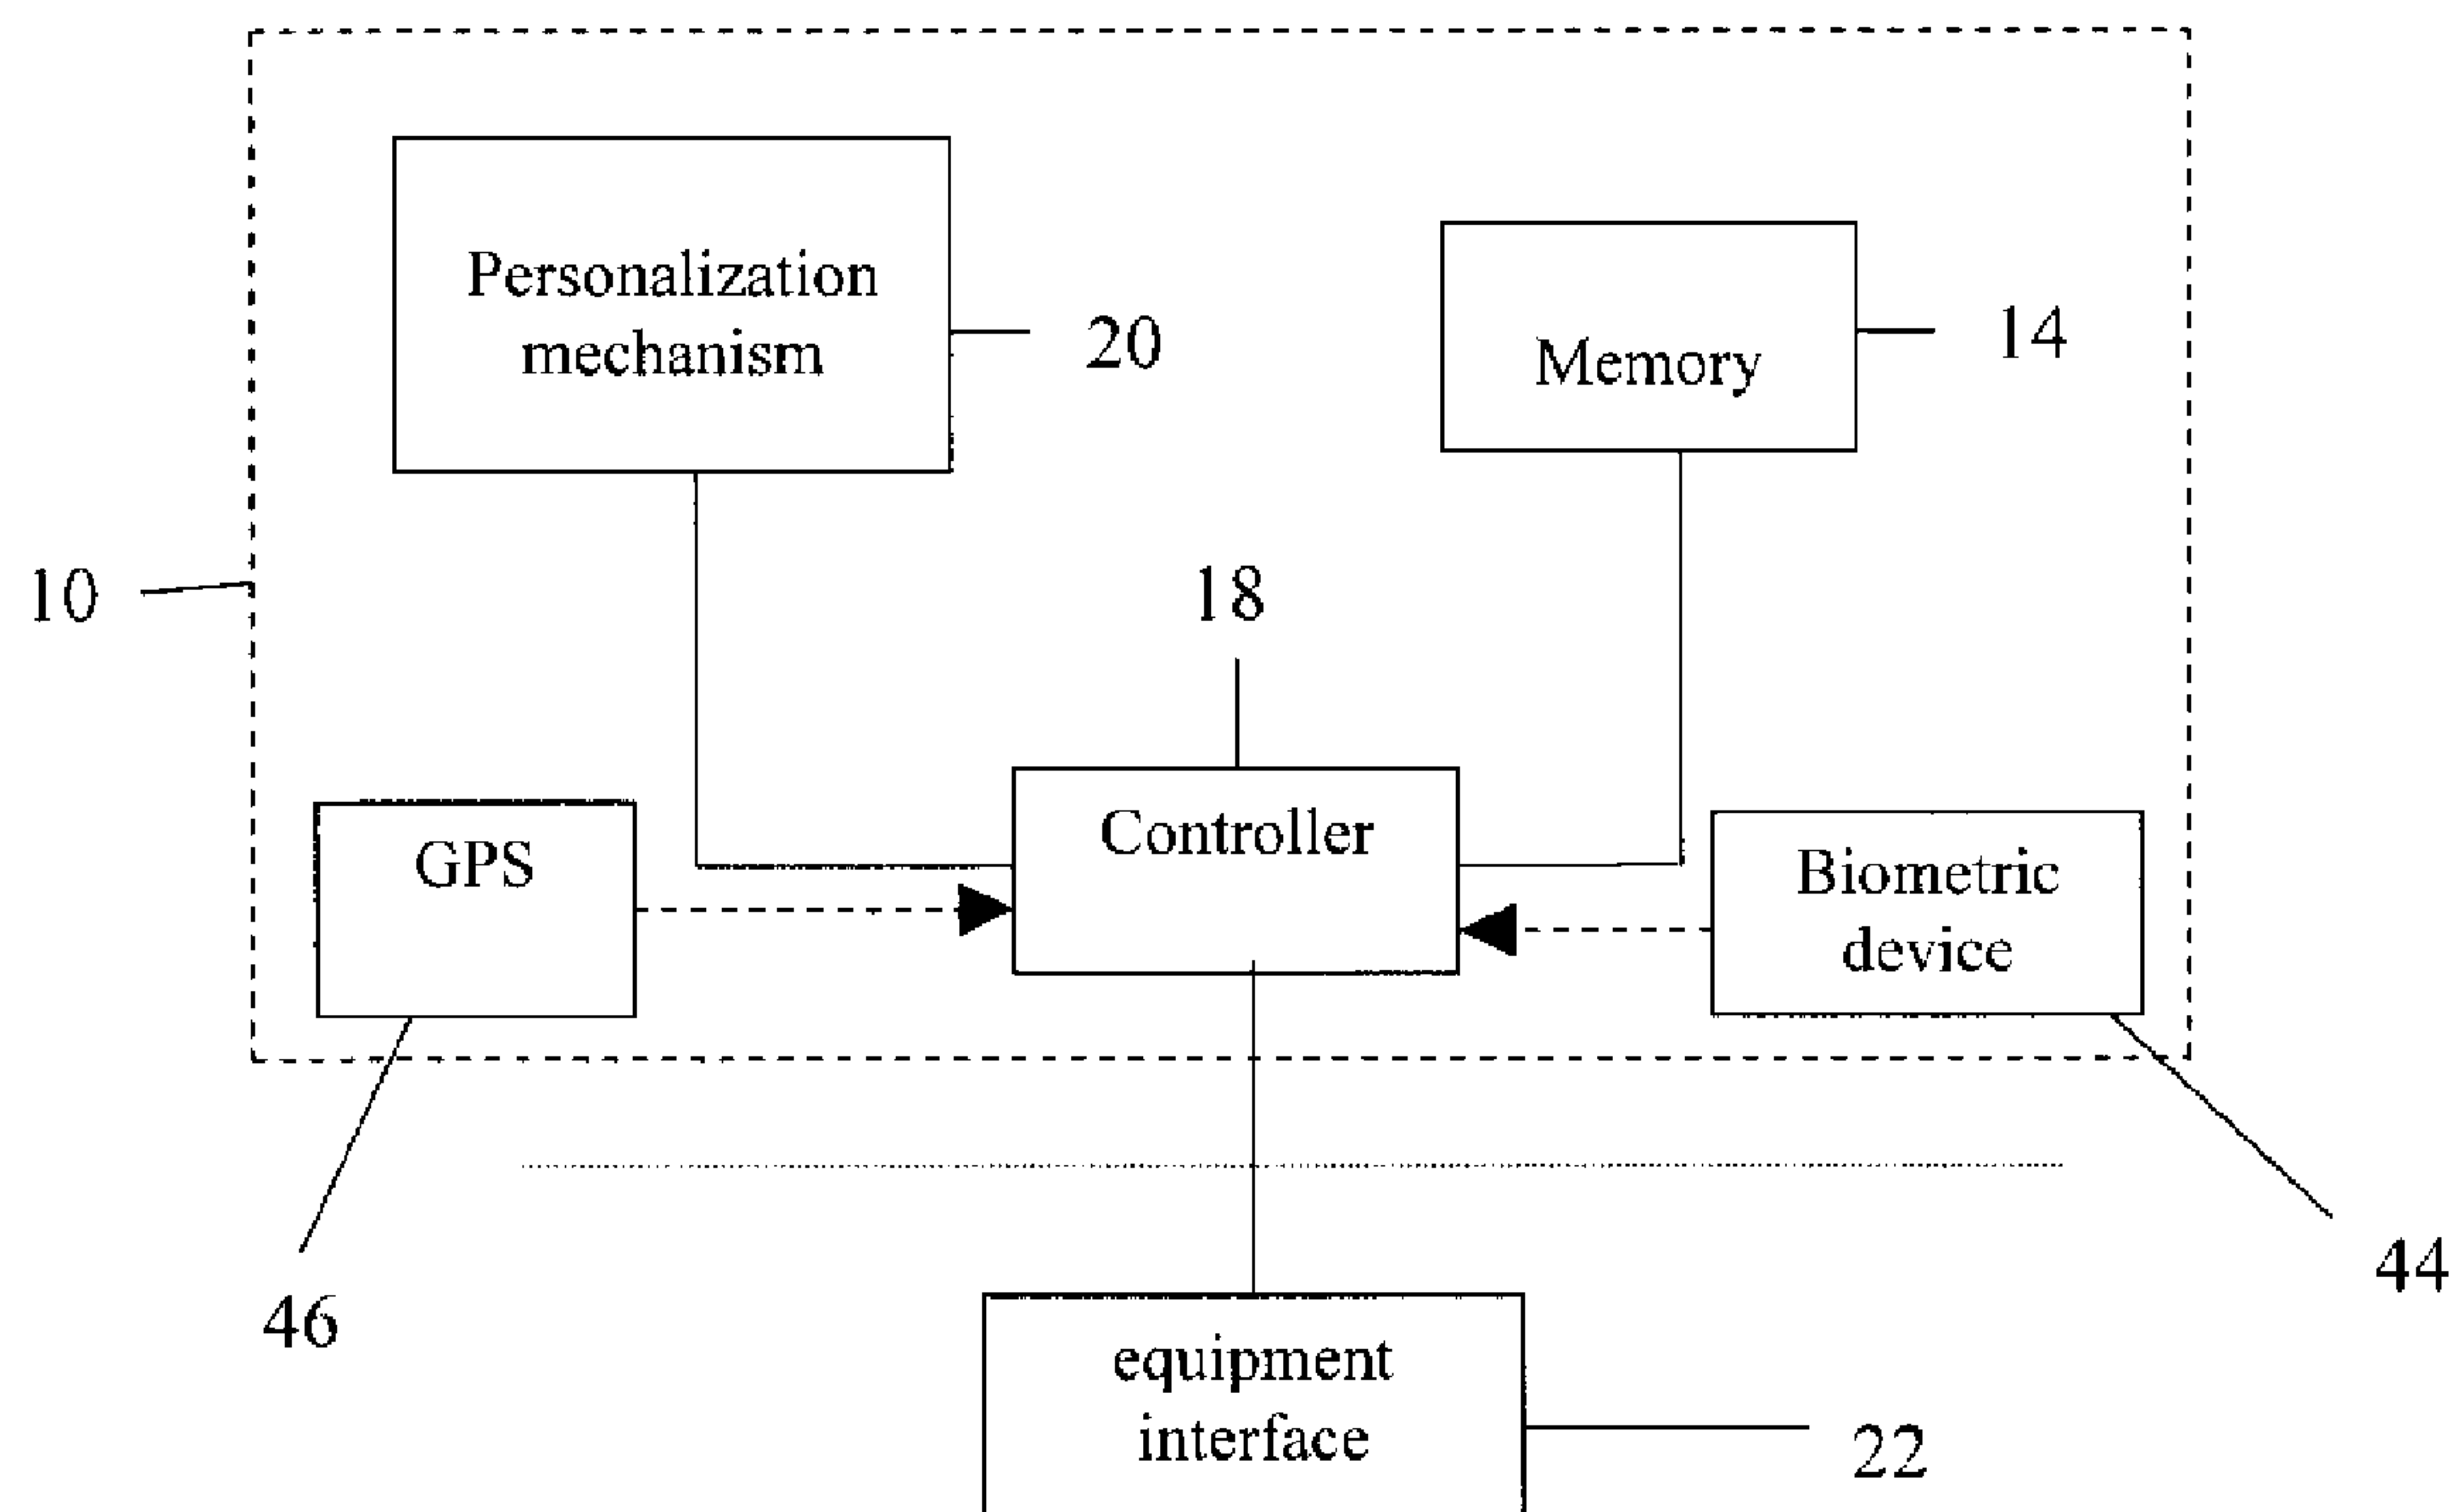 Personalization
mechanism
20
Memory
14
10
18
Controller
GPS
Biometric
device
46
44
equipment
interface
22